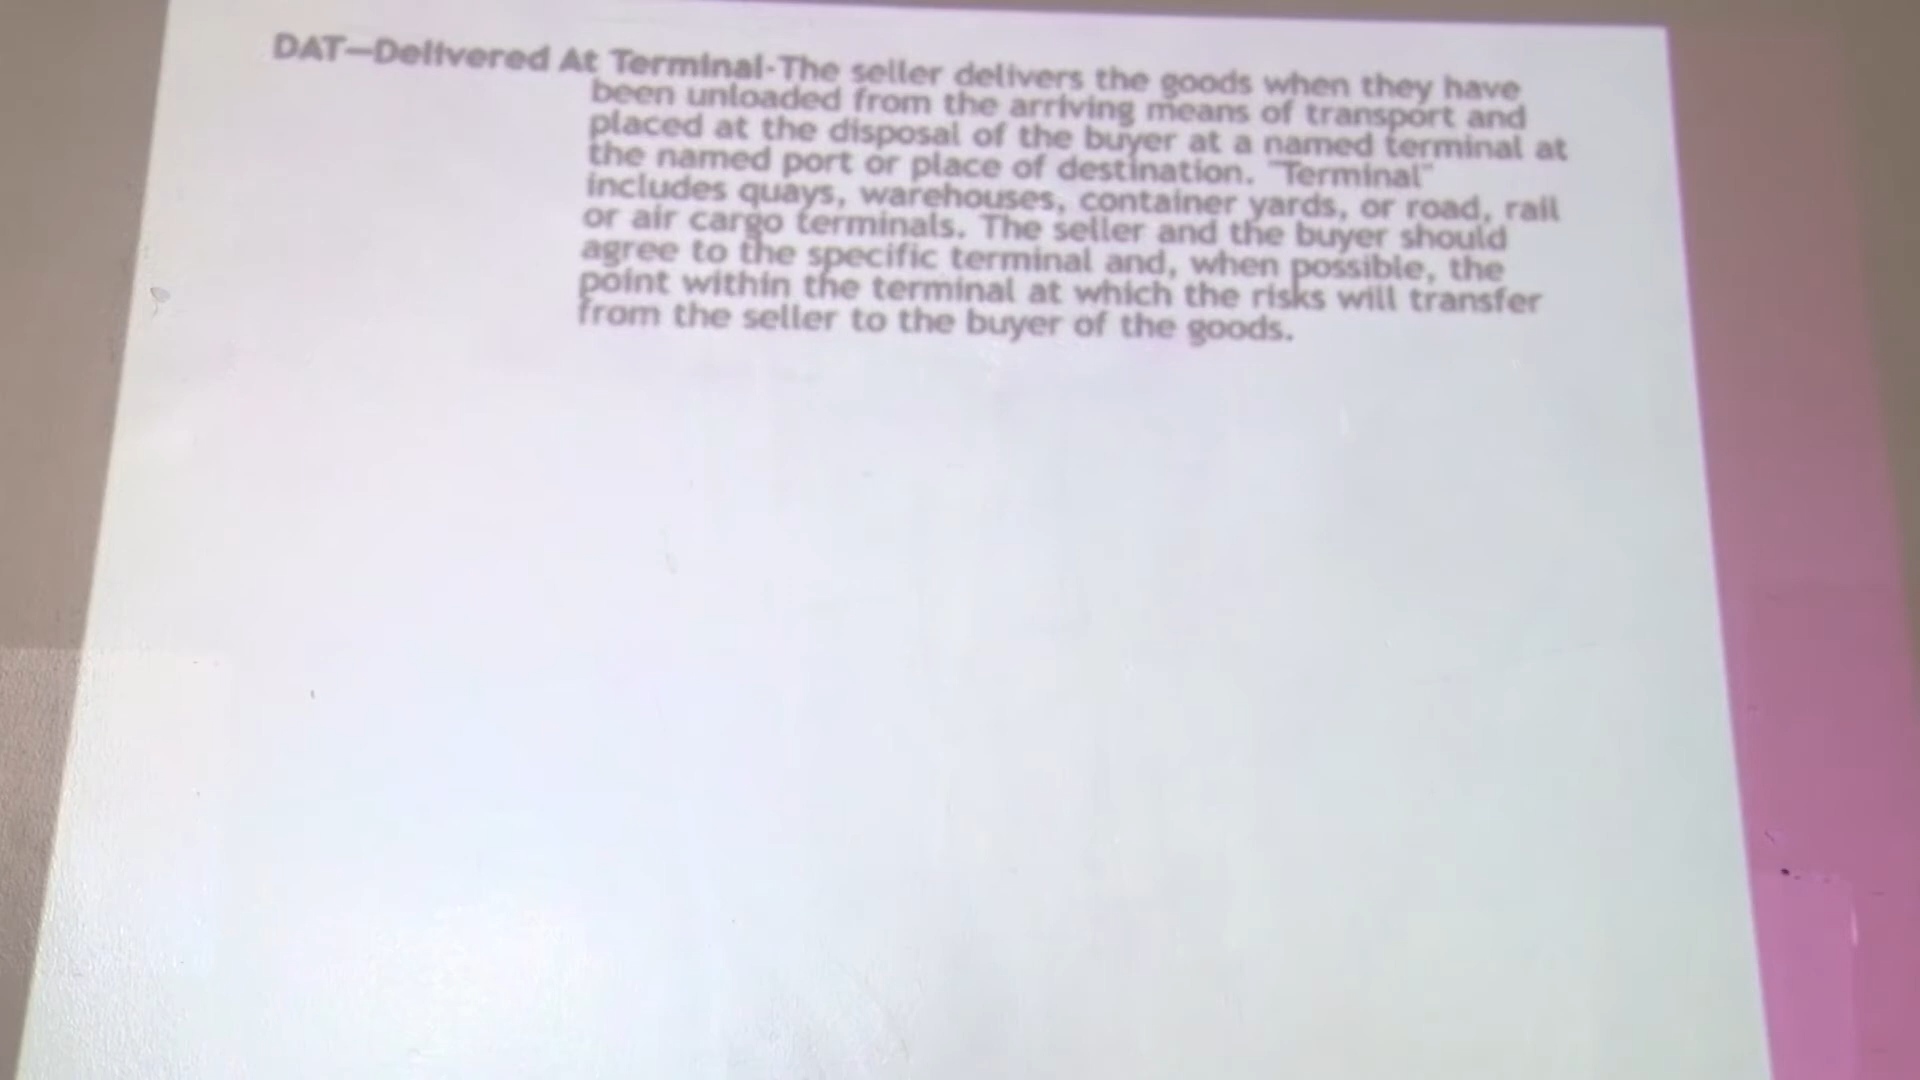 DAT—Delivered At Terminal-The seller delivers the goods when they have
been unloaded from the arriving means of transport and
placed at the disposal of the buyer at a named terminal at
the named port or place of destination. "Terminal"
includes quays, warehouses, container yards, or road, rail
or air cargo terminals. The seller and the buyer should
agree to the specific terminal and, when possible, the
point within the terminal at which the risks will transfer
from the seller to the buyer of the goods.